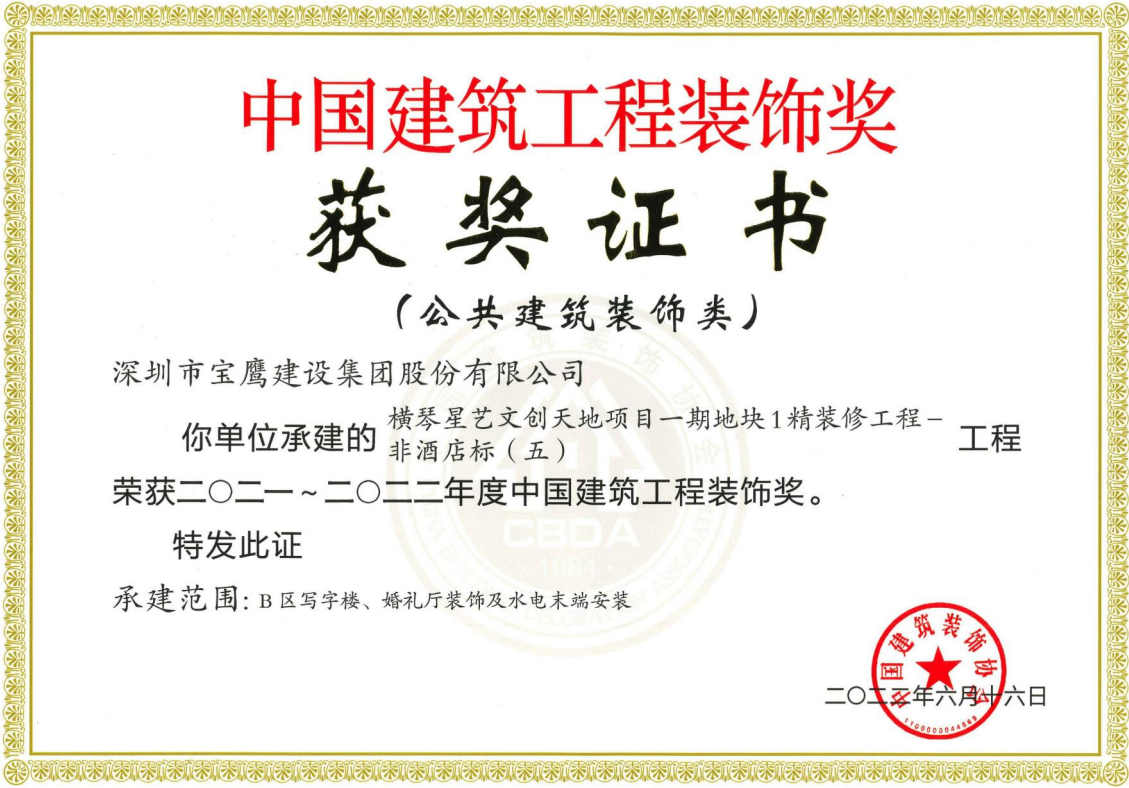 中国建筑工程装饰奖
获奖证书
（公共建筑装饰类）
深圳市宝鹰建设集团股份有限公司
你单位承建的 横琴星艺文创天地项目一期地块1精装修工程－
非酒店标（五） 工程
荣获二〇二一～二〇二二年度中国建筑工程装饰奖。
特发此证
承建范围：B区写字楼、婚礼厅装饰及水电末端安装
中国建筑装饰协会
二〇二三年六月十六日
1100000044869
CBDA
1984